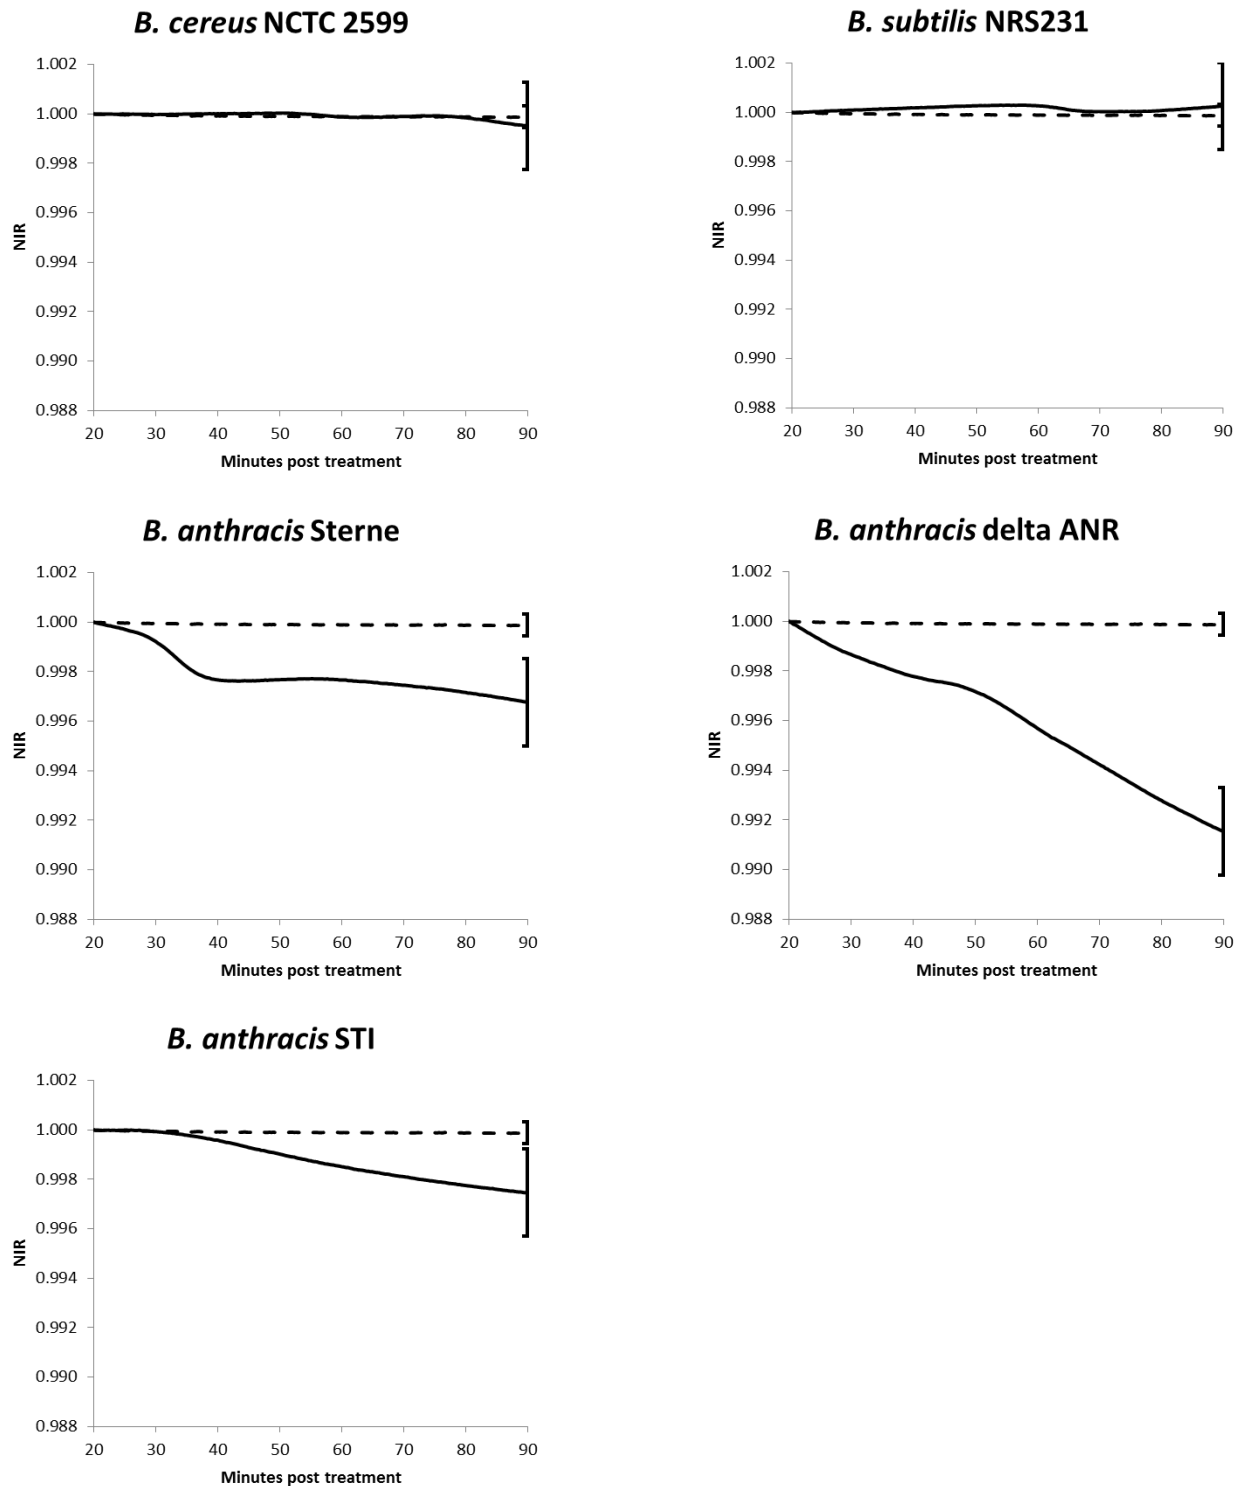 B. cereus NCTC 2599
1.002
1.000
0.998
0.996
0.994
0.992
0.990
0.988
NIR
20 30 40 50 60 70 80 90
Minutes post treatment
B. subtilis NRS231
1.002
1.000
0.998
0.996
0.994
0.992
0.990
0.988
NIR
20 30 40 50 60 70 80 90
Minutes post treatment
B. anthracis Sterne
1.002
1.000
0.998
0.996
0.994
0.992
0.990
0.988
NIR
20 30 40 50 60 70 80 90
Minutes post treatment
B. anthracis delta ANR
1.002
1.000
0.998
0.996
0.994
0.992
0.990
0.988
NIR
20 30 40 50 60 70 80 90
Minutes post treatment
B. anthracis STI
1.002
1.000
0.998
0.996
0.994
0.992
0.990
0.988
NIR
20 30 40 50 60 70 80 90
Minutes post treatment